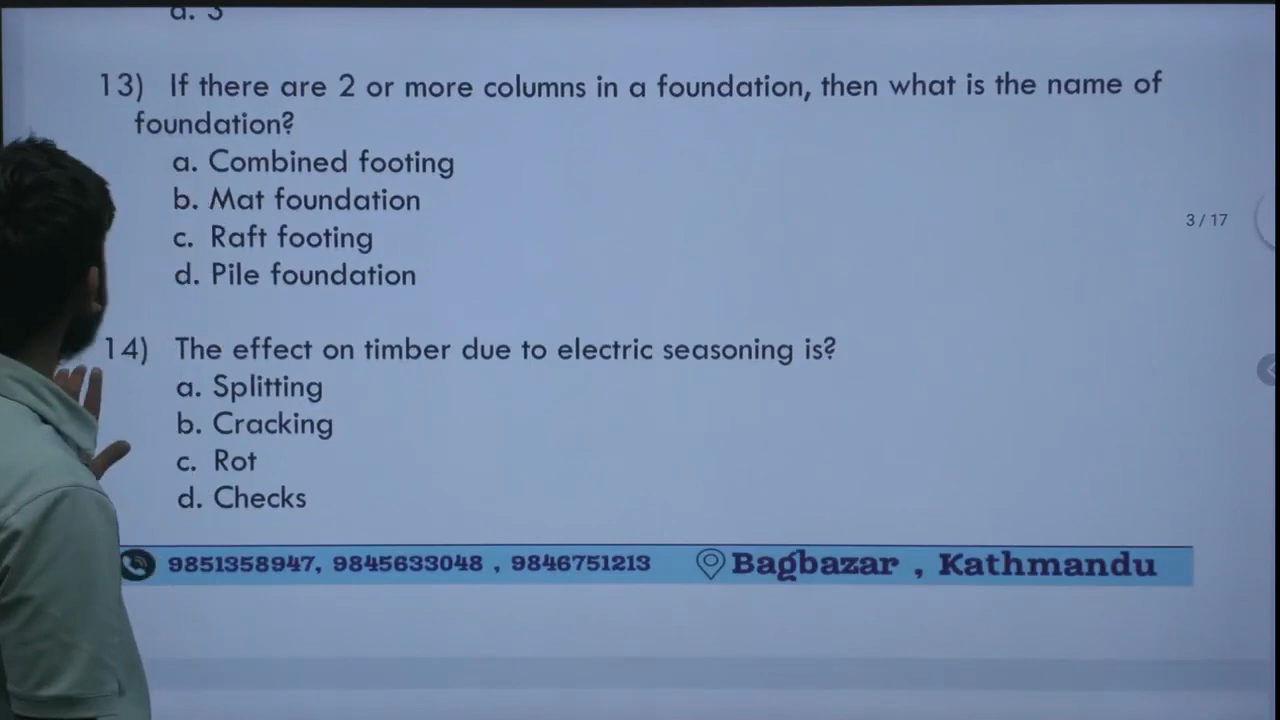 13) If there are 2 or more columns in a foundation, then what is the name of
foundation?
a. Combined footing
b. Mat foundation
c. Raft footing
d. Pile foundation
3 / 17
14) The effect on timber due to electric seasoning is?
a. Splitting
b. Cracking
c. Rot
d. Checks
9851358947, 9845633048 , 9846751213 Bagbazar , Kathmandu